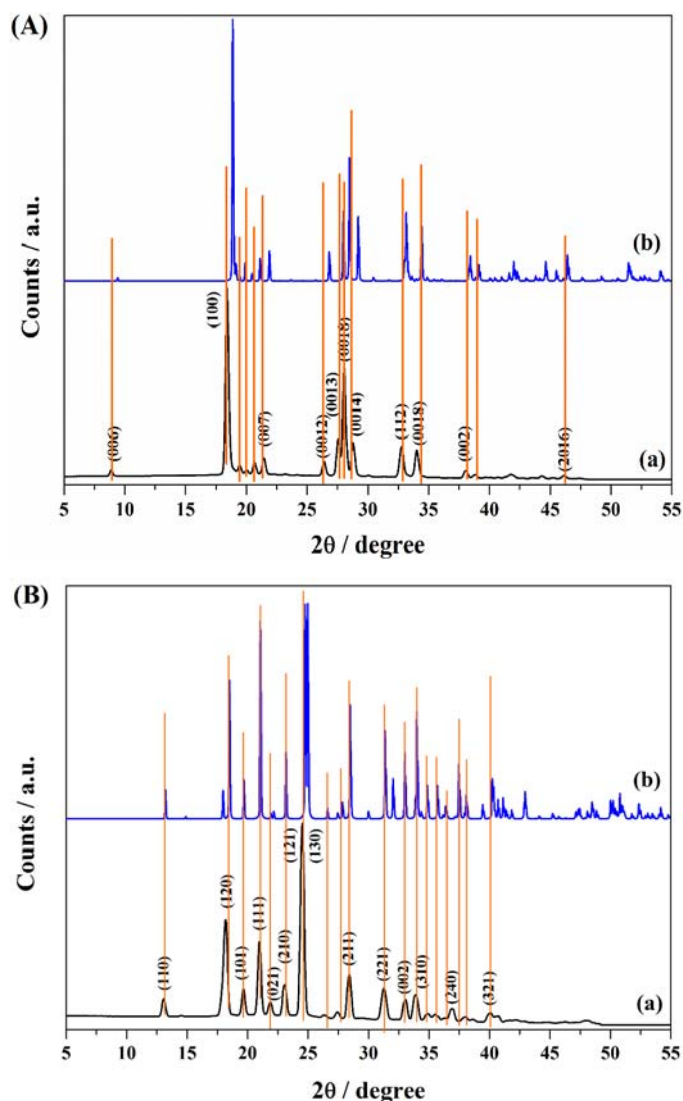 (A)
Counts / a.u.
(b)
(a)
(006)
(100)
(007)
(0012)
(0013)
(0018)
(0014)
(112)
(0018)
(002)
(2016)
5 10 15 20 25 30 35 40 45 50 55
2θ / degree
(B)
Counts / a.u.
(b)
(a)
(110)
(120)
(101)
(111)
(021)
(210)
(121)
(130)
(211)
(221)
(002)
(310)
(240)
(321)
5 10 15 20 25 30 35 40 45 50 55
2θ / degree